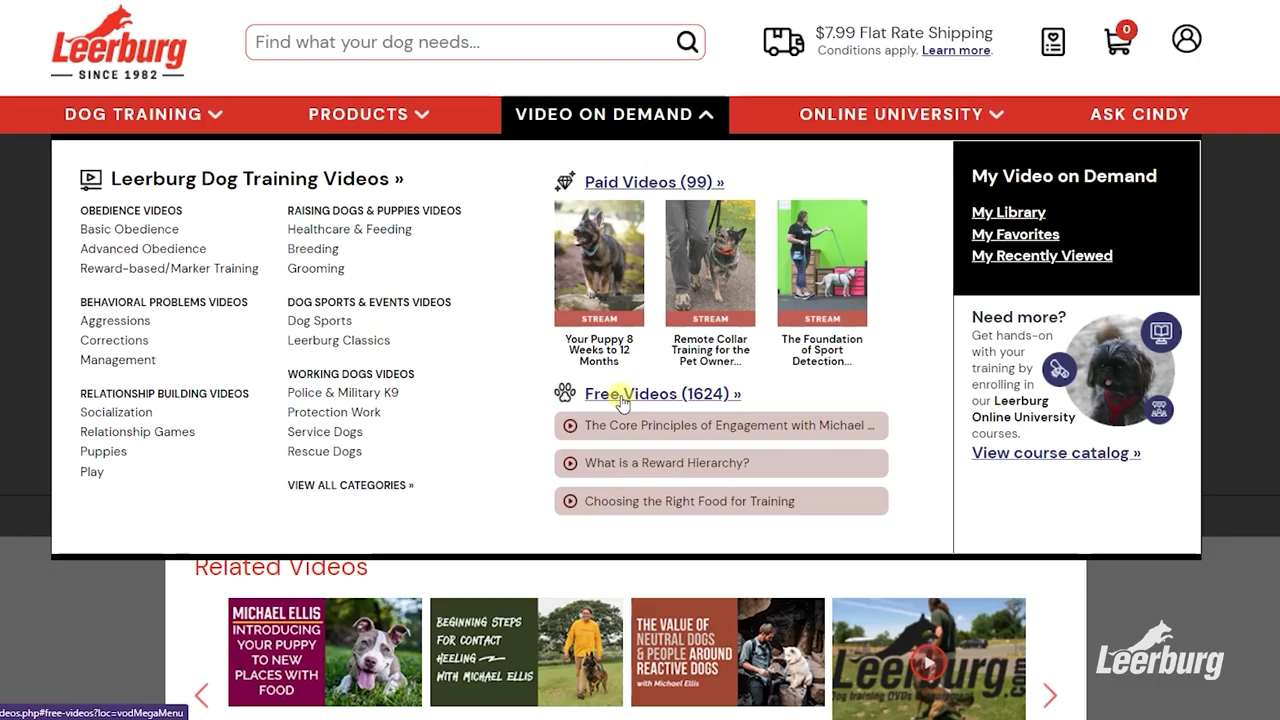 Leerburg
SINCE 1982
Find what your dog needs...
$7.99 Flat Rate Shipping
Conditions apply. Learn more.
0
DOG TRAINING
PRODUCTS
VIDEO ON DEMAND
ONLINE UNIVERSITY
ASK CINDY
Leerburg Dog Training Videos »
OBEDIENCE VIDEOS
Basic Obedience
Advanced Obedience
Reward-based/Marker Training
BEHAVIORAL PROBLEMS VIDEOS
Aggressions
Corrections
Management
RELATIONSHIP BUILDING VIDEOS
Socialization
Relationship Games
Puppies
Play
RAISING DOGS & PUPPIES VIDEOS
Healthcare & Feeding
Breeding
Grooming
DOG SPORTS & EVENTS VIDEOS
Dog Sports
Leerburg Classics
WORKING DOGS VIDEOS
Police & Military K9
Protection Work
Service Dogs
Rescue Dogs
VIEW ALL CATEGORIES »
Paid Videos (99) »
STREAM
STREAM
STREAM
Your Puppy 8
Weeks to 12
Months
Remote Collar
Training for the
Pet Owner...
The Foundation
of Sport
Detection...
Free Videos (1624) »
The Core Principles of Engagement with Michael ...
What is a Reward Hierarchy?
Choosing the Right Food for Training
My Video on Demand
My Library
My Favorites
My Recently Viewed
Need more?
Get hands-on
with your
training by
enrolling in
our Leerburg
Online University
courses.
View course catalog »
Related Videos
MICHAEL ELLIS
INTRODUCING
YOUR PUPPY
TO NEW
PLACES WITH
FOOD
BEGINNING STEPS
FOR CONTACT
HEELING
WITH MICHAEL ELLIS
THE VALUE OF
NEUTRAL DOGS
& PEOPLE AROUND
REACTIVE DOGS
with Michael Ellis
Leerburg.com
Dog training DVDs & equipment
Leerburg
deos.php#free-videos?loc=vodMegaMenu